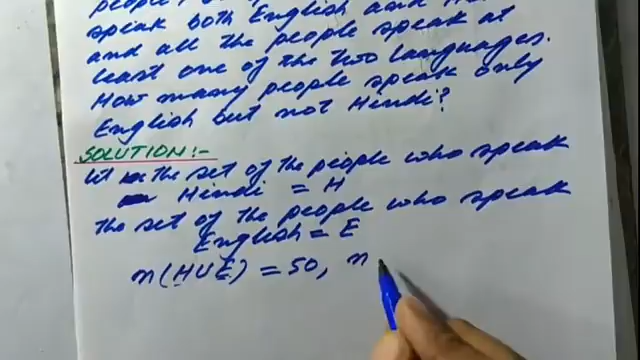 speak both English and
and all the people speak at
least one of the two languages.
How many people speak only
English but not Hindi?
SOLUTION:-
Let the set of the people who speak
Hindi = H
the set of the people who speak
English = E
n(HUE) = 50, n